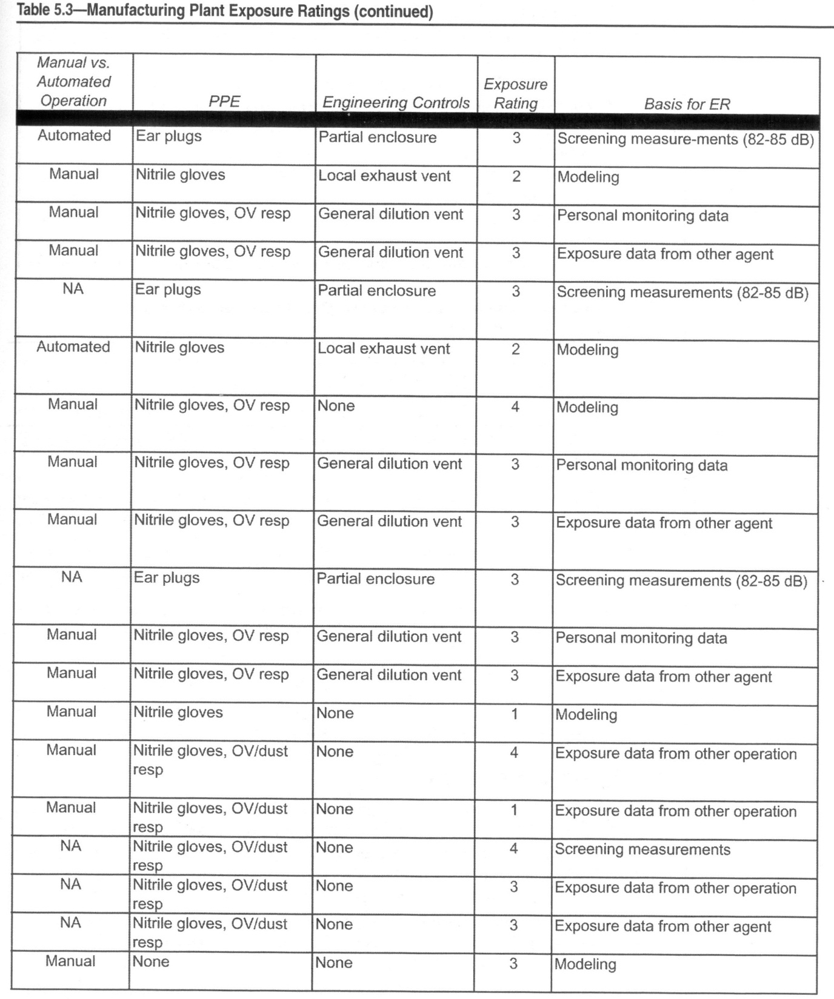 Table 5.3—Manufacturing Plant Exposure Ratings (continued)
Manual vs.
Automated
Operation PPE Engineering Controls Exposure
Rating Basis for ER
Automated Ear plugs Partial enclosure 3 Screening measure-ments (82-85 dB)
Manual Nitrile gloves Local exhaust vent 2 Modeling
Manual Nitrile gloves, OV resp General dilution vent 3 Personal monitoring data
Manual Nitrile gloves, OV resp General dilution vent 3 Exposure data from other agent
NA Ear plugs Partial enclosure 3 Screening measurements (82-85 dB)
Automated Nitrile gloves Local exhaust vent 2 Modeling
Manual Nitrile gloves, OV resp None 4 Modeling
Manual Nitrile gloves, OV resp General dilution vent 3 Personal monitoring data
Manual Nitrile gloves, OV resp General dilution vent 3 Exposure data from other agent
NA Ear plugs Partial enclosure 3 Screening measurements (82-85 dB)
Manual Nitrile gloves, OV resp General dilution vent 3 Personal monitoring data
Manual Nitrile gloves, OV resp General dilution vent 3 Exposure data from other agent
Manual Nitrile gloves None 1 Modeling
Manual Nitrile gloves, OV/dust None 4 Exposure data from other operation
resp
Manual Nitrile gloves, OV/dust None 1 Exposure data from other operation
resp
NA Nitrile gloves, OV/dust None 4 Screening measurements
resp
NA Nitrile gloves, OV/dust None 3 Exposure data from other operation
resp
NA Nitrile gloves, OV/dust None 3 Exposure data from other agent
resp
Manual None None 3 Modeling